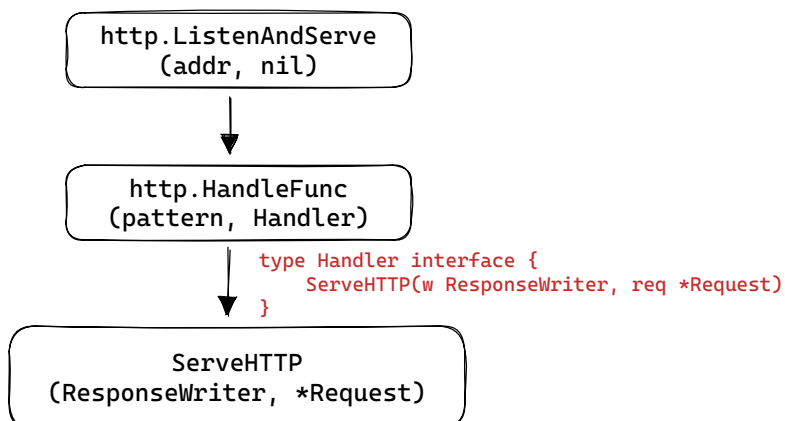 http.ListenAndServe
(addr, nil)
http.HandleFunc
(pattern, Handler)
type Handler interface {
    ServeHTTP(w ResponseWriter, req *Request)
}
ServeHTTP
(ResponseWriter, *Request)